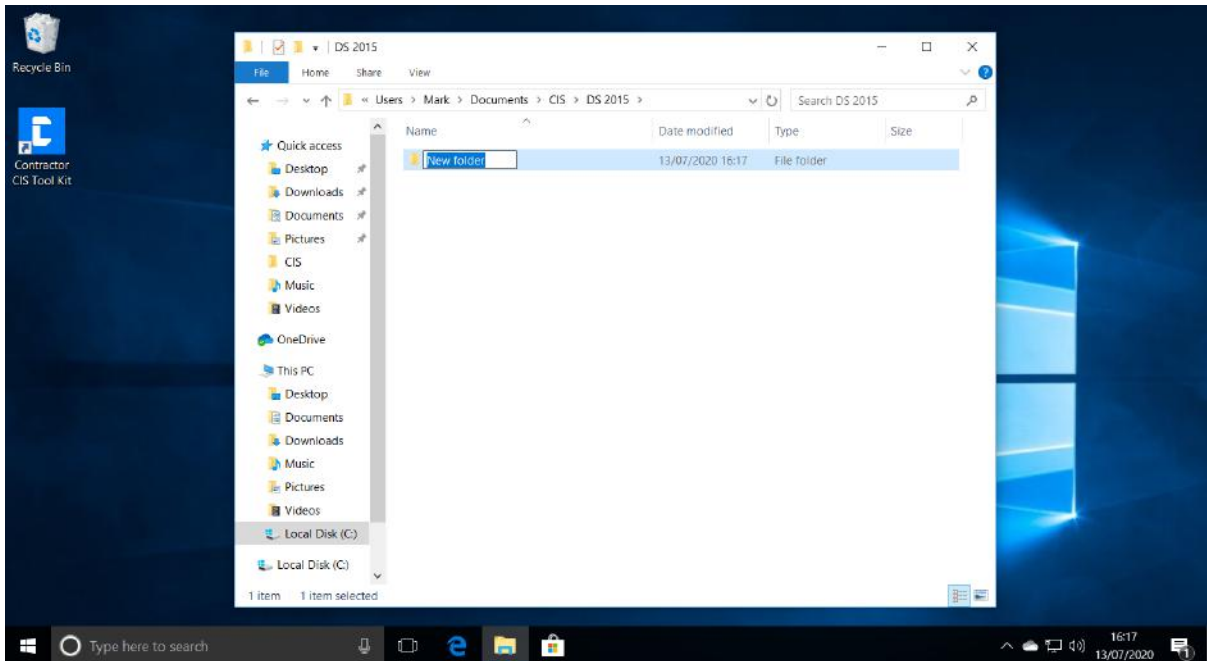 Recycle Bin
Contractor
CIS Tool Kit
DS 2015
File Home Share View
« Users > Mark > Documents > CIS > DS 2015 >
Search DS 2015
Name Date modified Type Size
New folder 13/07/2020 16:17 File folder
Quick access
Desktop
Downloads
Documents
Pictures
CIS
Music
Videos
OneDrive
This PC
Desktop
Documents
Downloads
Music
Pictures
Videos
Local Disk (C:)
Local Disk (C:)
1 item 1 item selected
Type here to search
16:17
13/07/2020
1